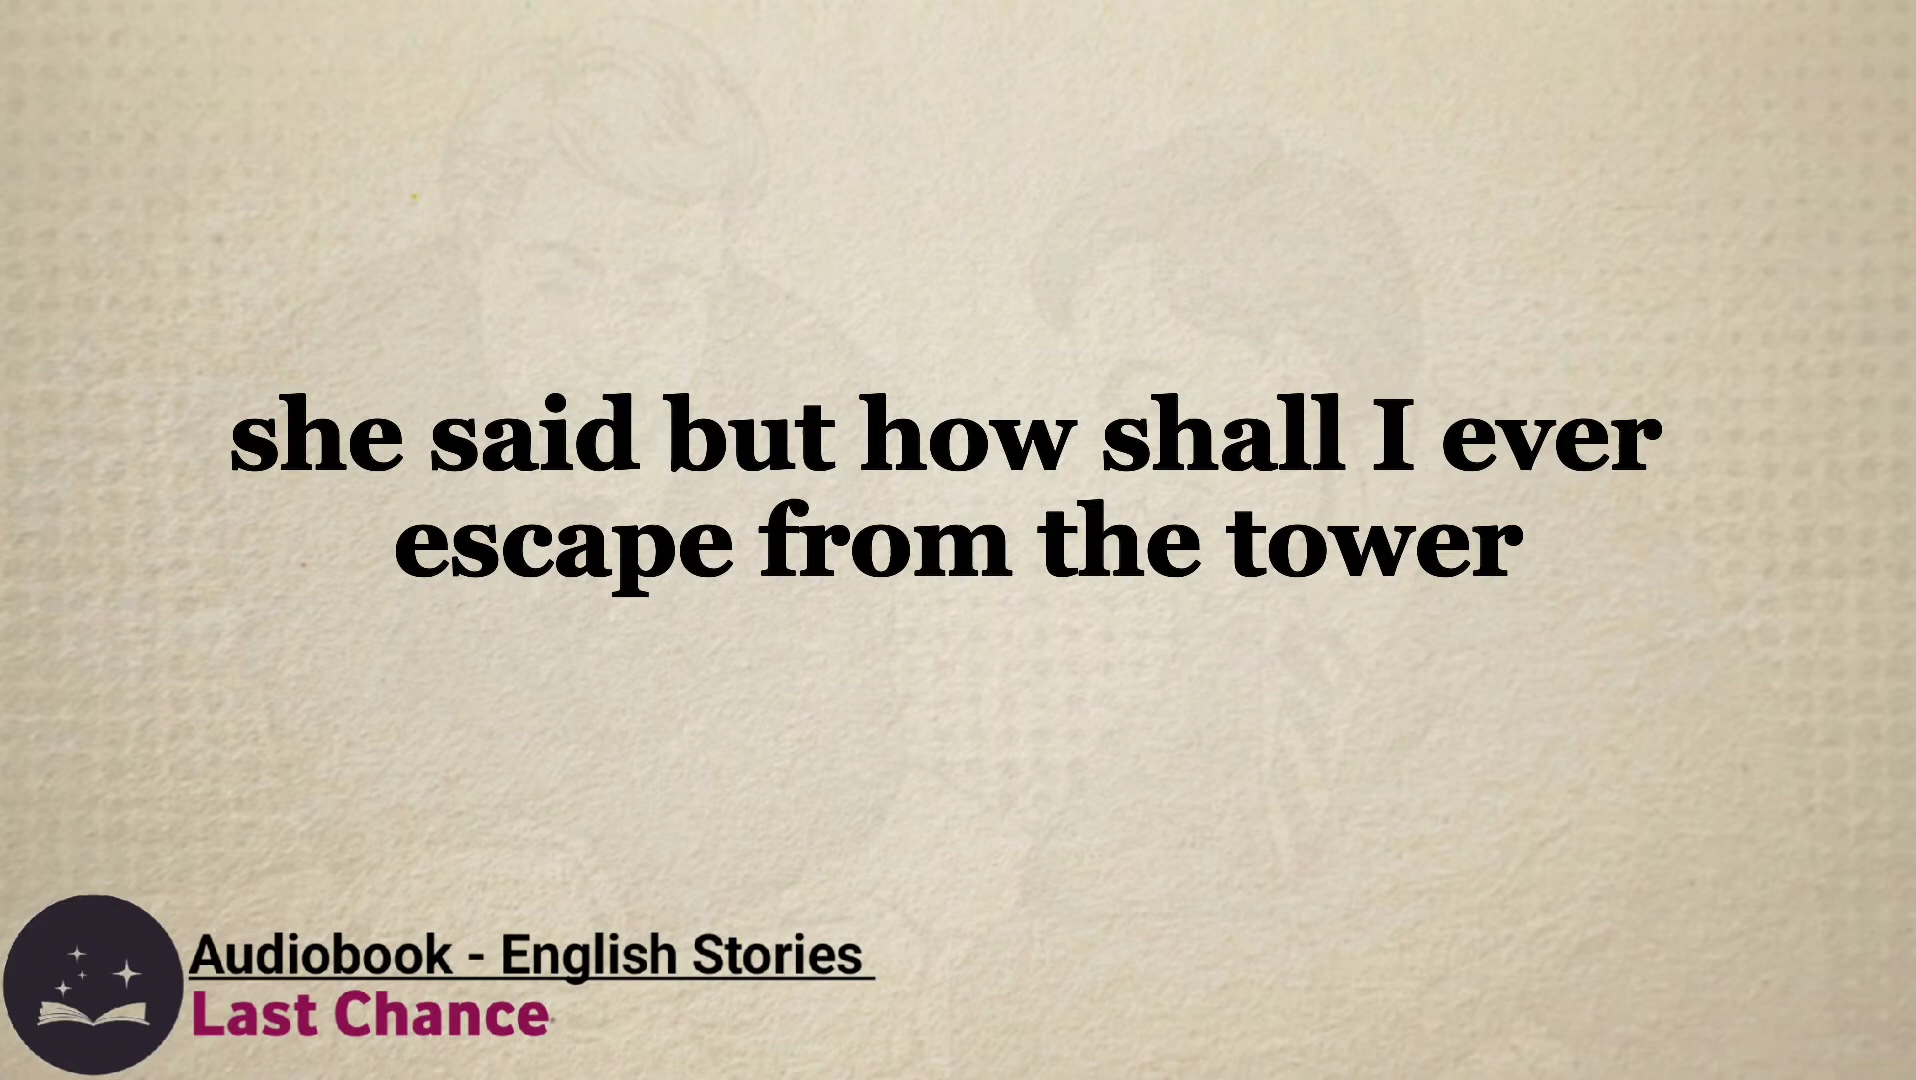 she said but how shall I ever
escape from the tower
Audiobook - English Stories
Last Chance